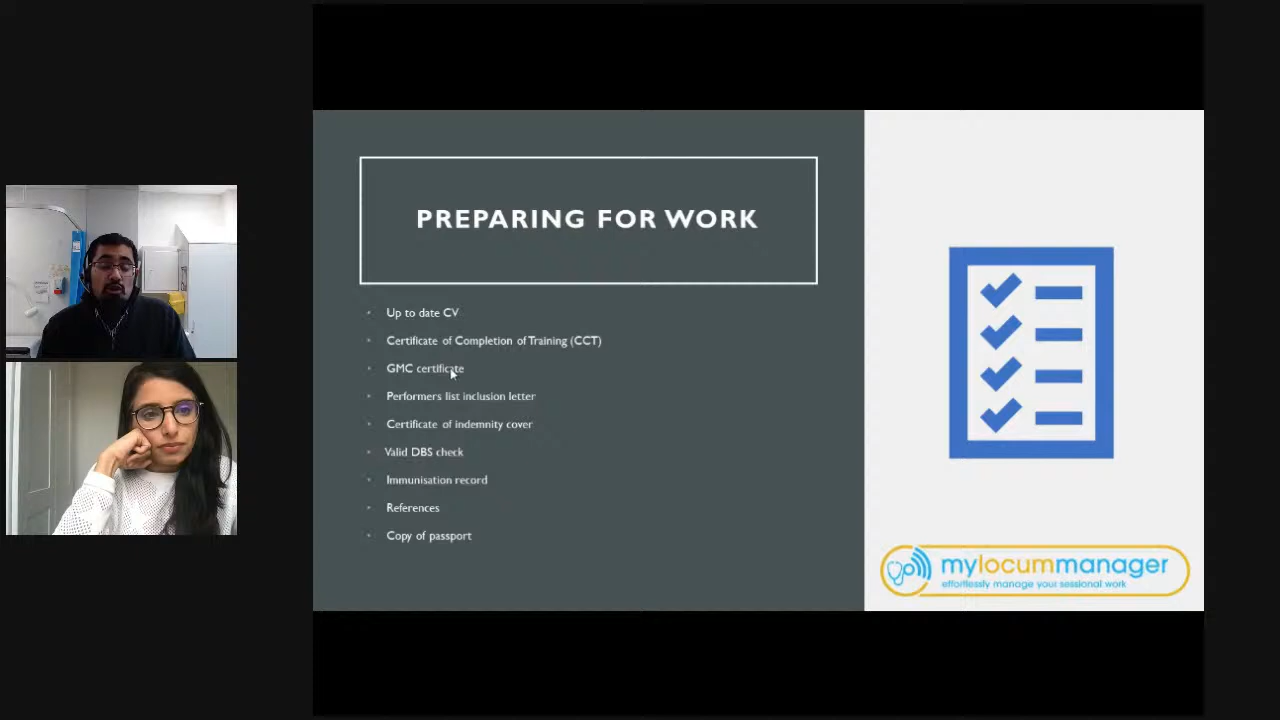 PREPARING FOR WORK
Up to date CV
Certificate of Completion of Training (CCT)
GMC certificate
Performers list inclusion letter
Certificate of indemnity cover
Valid DBS check
Immunisation record
References
Copy of passport
mylocummanager
effortlessly manage your sessional work